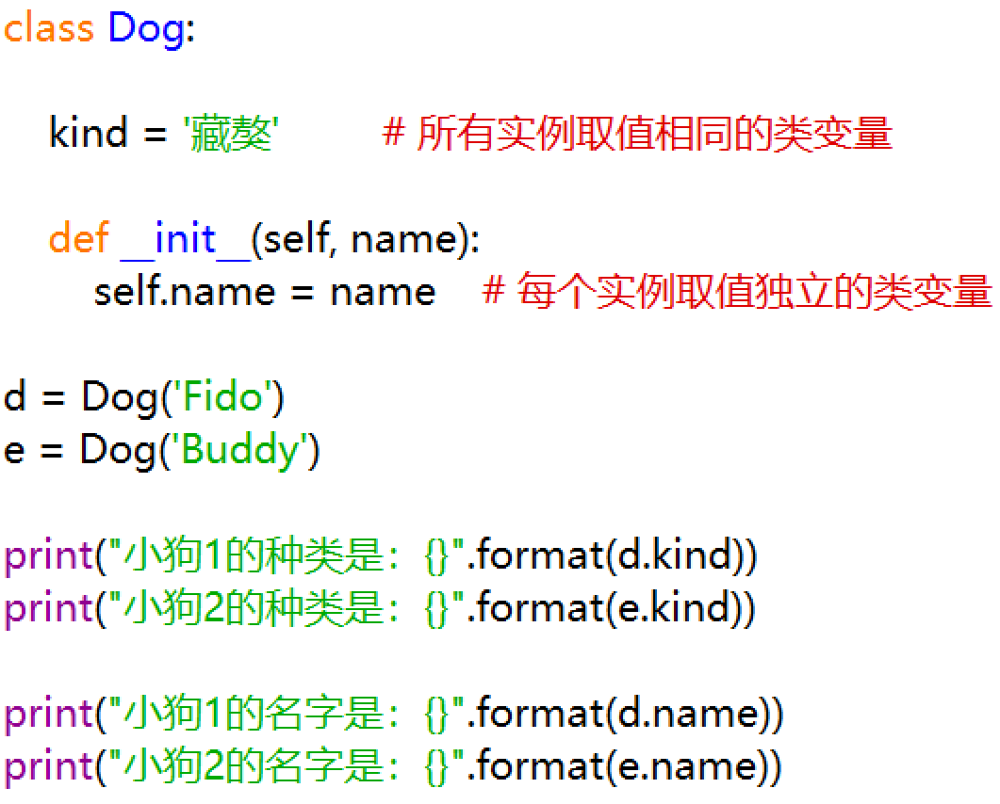 class Dog:
kind = '藏獒' # 所有实例取值相同的类变量
def __init__(self, name):
self.name = name # 每个实例取值独立的类变量
d = Dog('Fido')
e = Dog('Buddy')
print("小狗1的种类是：{}".format(d.kind))
print("小狗2的种类是：{}".format(e.kind))
print("小狗1的名字是：{}".format(d.name))
print("小狗2的名字是：{}".format(e.name))